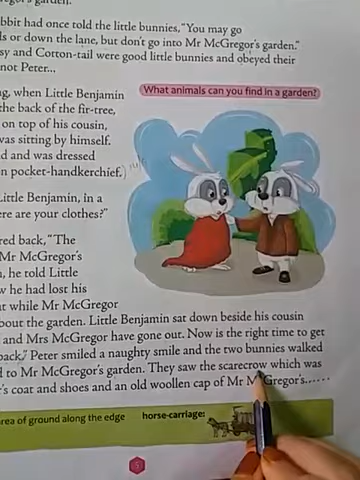 bbit had once told the little bunnies, "You may go
ls or down the lane, but don't go into Mr McGregor's garden."
sy and Cotton-tail were good little bunnies and obeyed their
not Peter...
g, when Little Benjamin
What animals can you find in a garden?
the back of the fir-tree,
on top of his cousin,
was sitting by himself.
d and was dressed
n pocket-handkerchief.
Little Benjamin, in a
ere are your clothes?"
red back, "The
Mr McGregor's
n, he told Little
w he had lost his
at while Mr McGregor
bout the garden. Little Benjamin sat down beside his cousin
and Mrs McGregor have gone out. Now is the right time to get
back," Peter smiled a naughty smile and the two bunnies walked
d to Mr McGregor's garden. They saw the scarecrow which was
's coat and shoes and an old woollen cap of Mr McGregor's......
area of ground along the edge
horse-carriage:
5